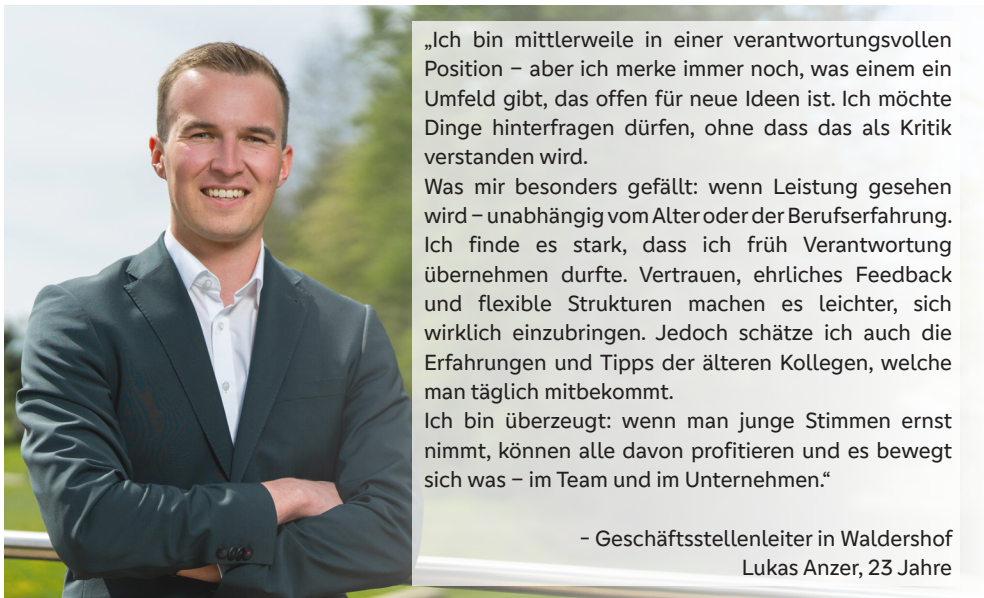 „Ich bin mittlerweile in einer verantwortungsvollen
Position – aber ich merke immer noch, was einem ein
Umfeld gibt, das offen für neue Ideen ist. Ich möchte
Dinge hinterfragen dürfen, ohne dass das als Kritik
verstanden wird.
Was mir besonders gefällt: wenn Leistung gesehen
wird – unabhängig vom Alter oder der Berufserfahrung.
Ich finde es stark, dass ich früh Verantwortung
übernehmen durfte. Vertrauen, ehrliches Feedback
und flexible Strukturen machen es leichter, sich
wirklich einzubringen. Jedoch schätze ich auch die
Erfahrungen und Tipps der älteren Kollegen, welche
man täglich mitbekommt.
Ich bin überzeugt: wenn man junge Stimmen ernst
nimmt, können alle davon profitieren und es bewegt
sich was – im Team und im Unternehmen.“
– Geschäftsstellenleiter in Waldershof
Lukas Anzer, 23 Jahre